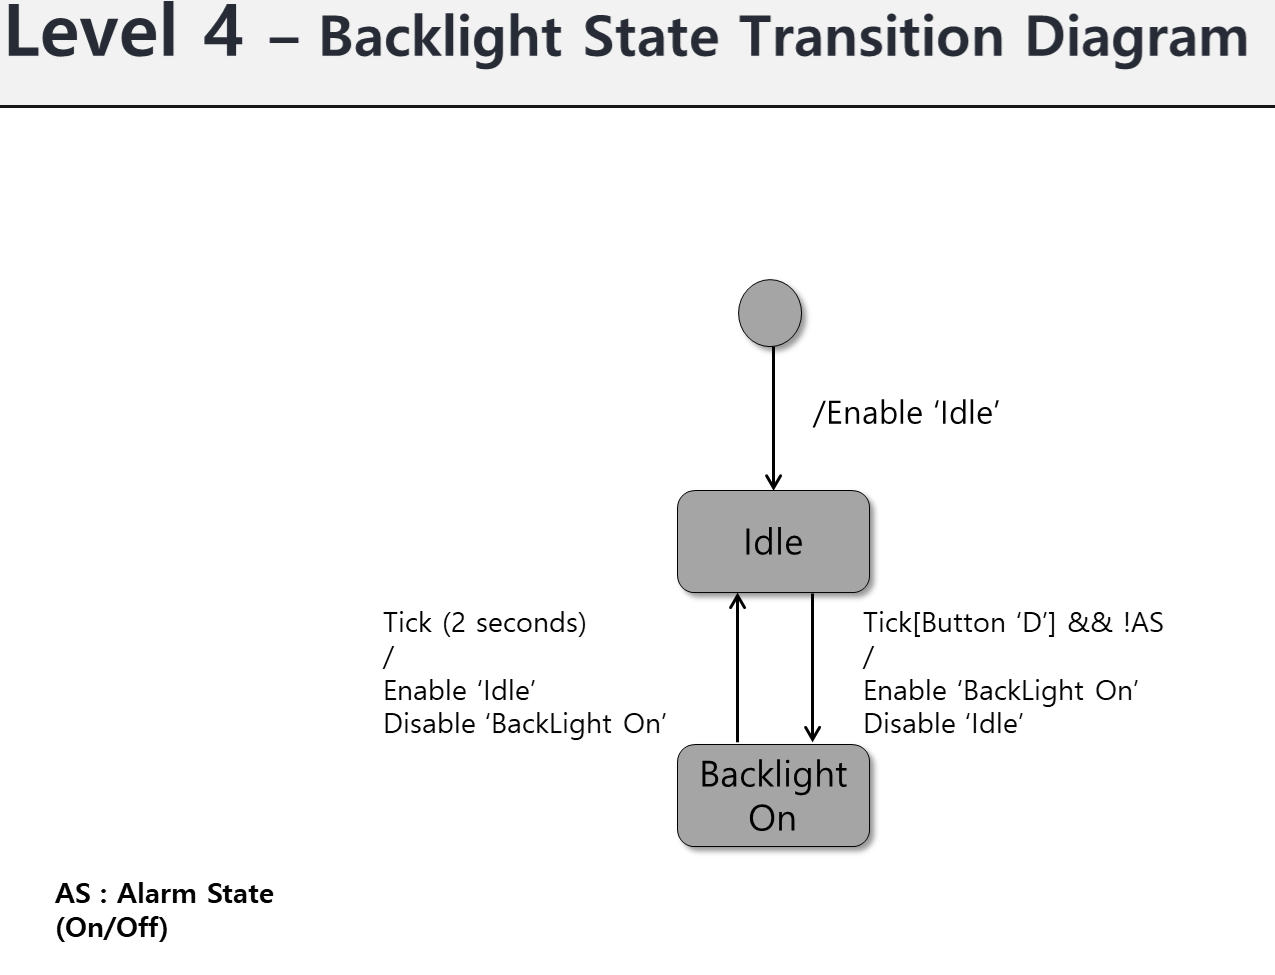 Level 4 – Backlight State Transition Diagram
/Enable ‘Idle’
Idle
Tick (2 seconds)
/
Enable ‘Idle’
Disable ‘BackLight On’
Tick[Button ‘D’] && !AS
/
Enable ‘BackLight On’
Disable ‘Idle’
Backlight
On
AS : Alarm State
(On/Off)